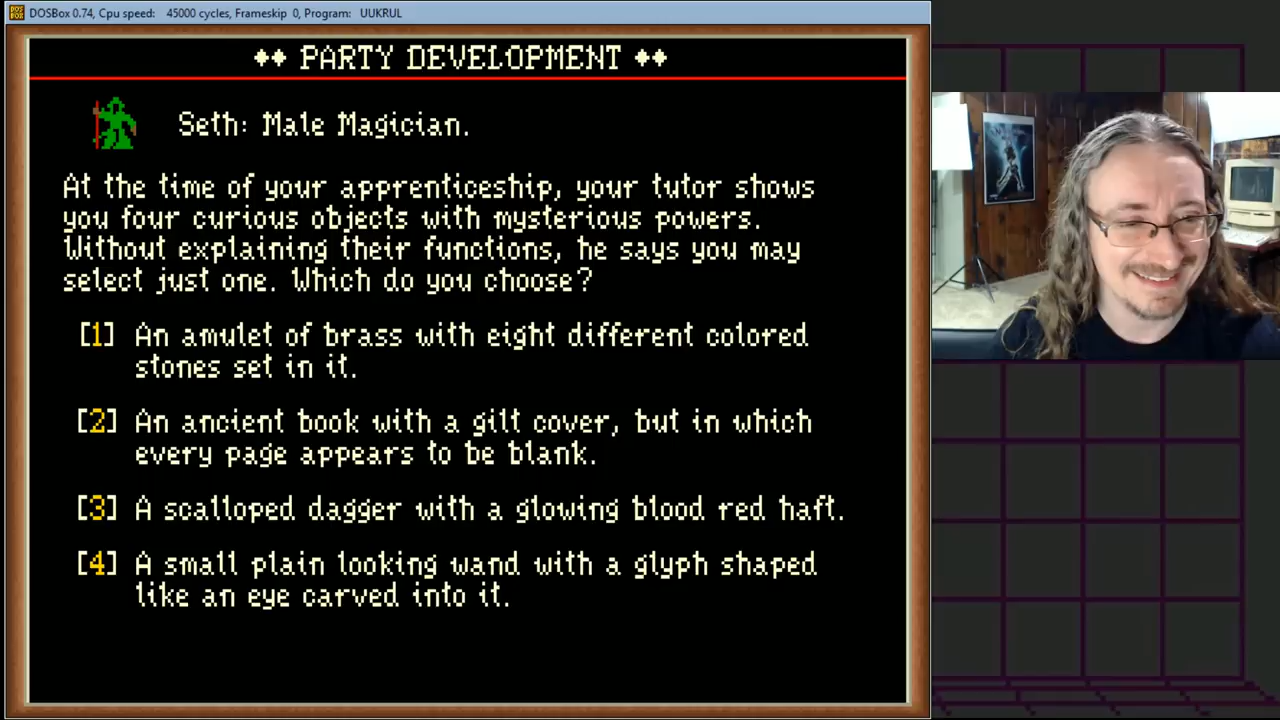 DOSBox 0.74, Cpu speed: 45000 cycles, Frameskip 0, Program: UUKRUL
PARTY DEVELOPMENT
Seth: Male Magician.
At the time of your apprenticeship, your tutor shows
you four curious objects with mysterious powers.
Without explaining their functions, he says you may
select just one. Which do you choose?
[1] An amulet of brass with eight different colored
stones set in it.
[2] An ancient book with a gilt cover, but in which
every page appears to be blank.
[3] A scalloped dagger with a glowing blood red haft.
[4] A small plain looking wand with a glyph shaped
like an eye carved into it.